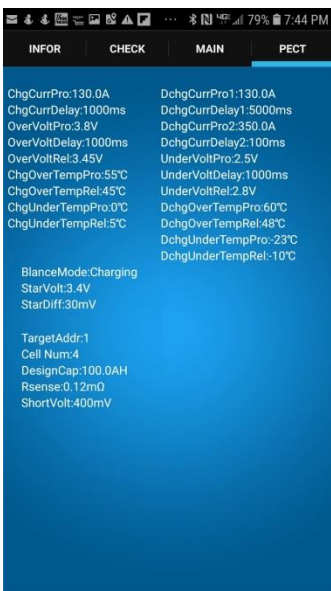 79% 7:44 PM
INFOR CHECK MAIN PECT
ChgCurrPro:130.0A
ChgCurrDelay:1000ms
OverVoltPro:3.8V
OverVoltDelay:1000ms
OverVoltRel:3.45V
ChgOverTempPro:55℃
ChgOverTempRel:45℃
ChgUnderTempPro:0℃
ChgUnderTempRel:5℃
DchgCurrPro1:130.0A
DchgCurrDelay1:5000ms
DchgCurrPro2:350.0A
DchgCurrDelay2:100ms
UnderVoltPro:2.5V
UnderVoltDelay:1000ms
UnderVoltRel:2.8V
DchgOverTempPro:60℃
DchgOverTempRel:48℃
DchgUnderTempPro:-23℃
DchgUnderTempRel:-10℃
BlanceMode:Charging
StarVolt:3.4V
StarDiff:30mV
TargetAddr:1
Cell Num:4
DesignCap:100.0AH
Rsense:0.12mΩ
ShortVolt:400mV